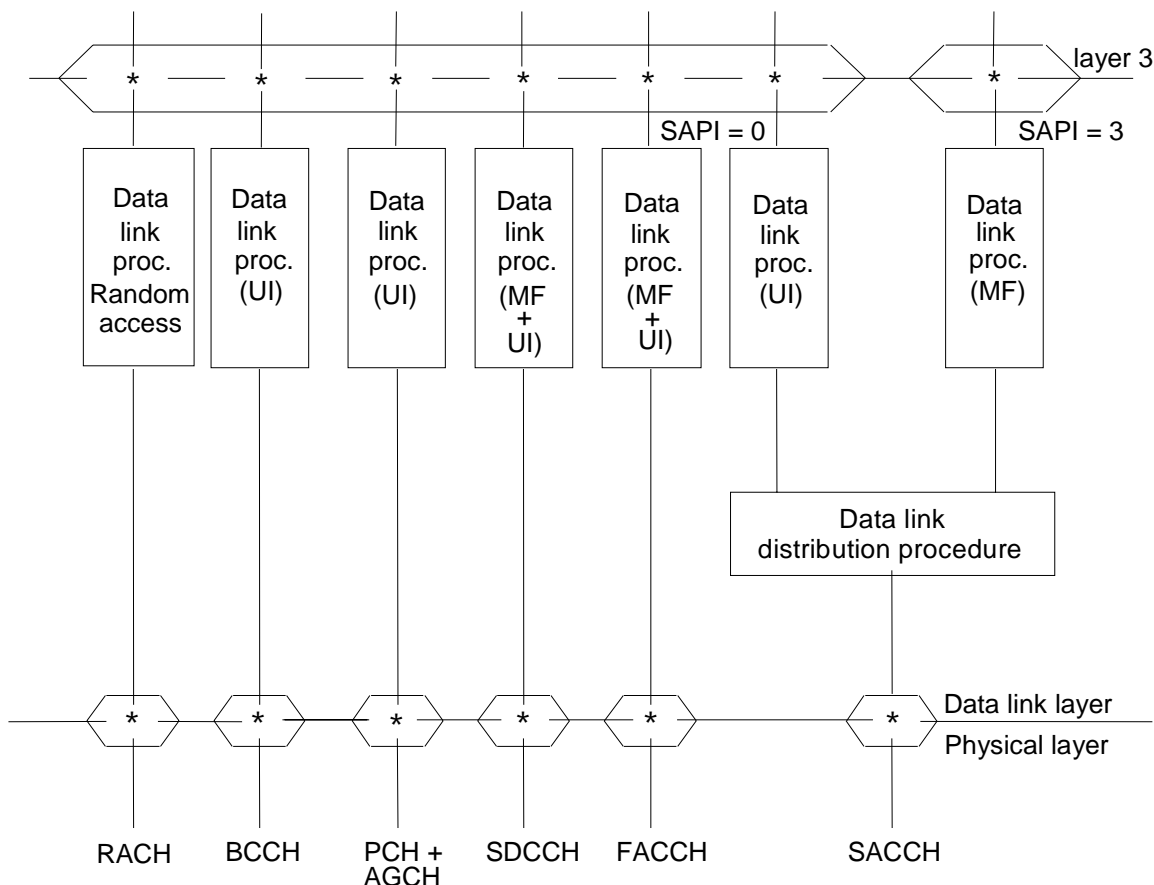 layer 3
* * * * * * *
SAPI = 0
SAPI = 3
Data
link
proc.
Random
access
Data
link
proc.
(UI)
Data
link
proc.
(UI)
Data
link
proc.
(MF
+
UI)
Data
link
proc.
(MF
+
UI)
Data
link
proc.
(UI)
Data
link
proc.
(MF)
Data link
distribution procedure
* * * * * *
Data link layer
Physical layer
RACH
BCCH
PCH +
AGCH
SDCCH
FACCH
SACCH